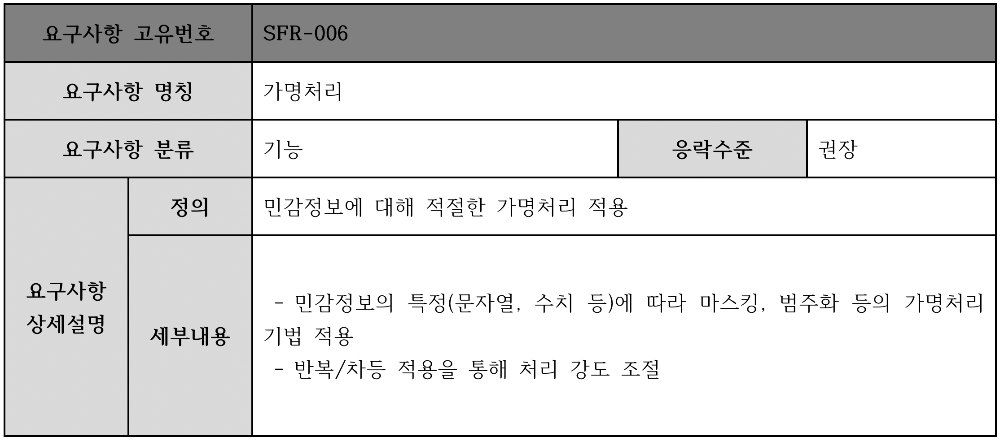 요구사항 고유번호 SFR-006
요구사항 명칭 가명처리
요구사항 분류 기능 응락수준 권장
요구사항
상세설명
정의 민감정보에 대해 적절한 가명처리 적용
세부내용
- 민감정보의 특정(문자열, 수치 등)에 따라 마스킹, 범주화 등의 가명처리
기법 적용
- 반복/차등 적용을 통해 처리 강도 조절